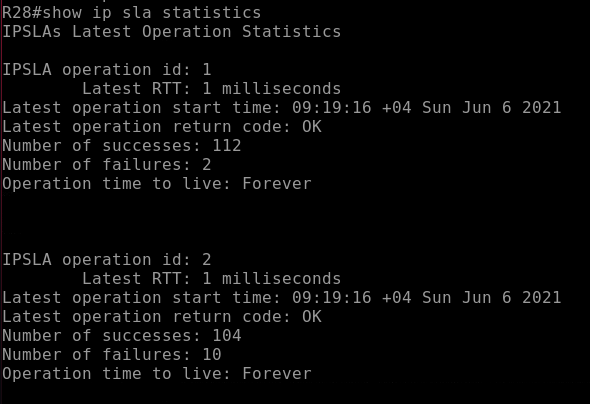 R28#show ip sla statistics
IPSLAs Latest Operation Statistics
IPSLA operation id: 1
Latest RTT: 1 milliseconds
Latest operation start time: 09:19:16 +04 Sun Jun 6 2021
Latest operation return code: OK
Number of successes: 112
Number of failures: 2
Operation time to live: Forever
IPSLA operation id: 2
Latest RTT: 1 milliseconds
Latest operation start time: 09:19:16 +04 Sun Jun 6 2021
Latest operation return code: OK
Number of successes: 104
Number of failures: 10
Operation time to live: Forever